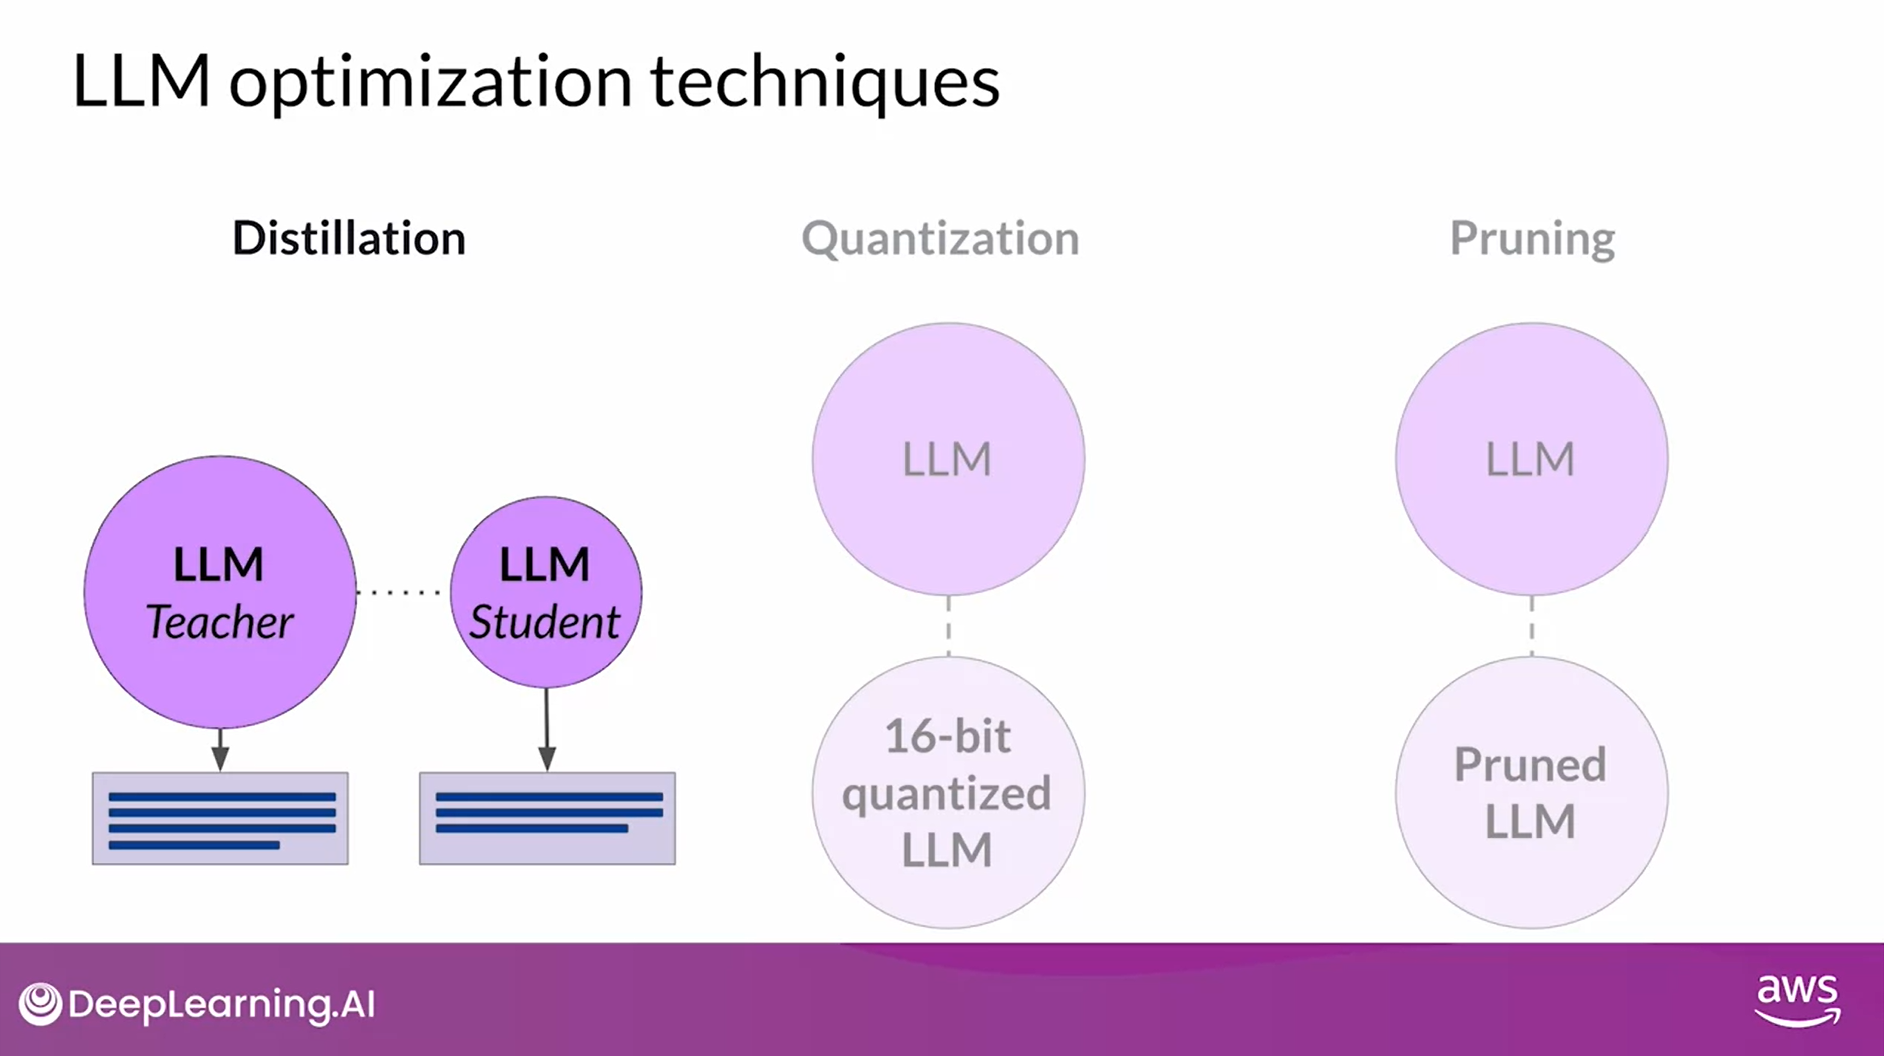 LLM optimization techniques
Distillation
Quantization
Pruning
LLM
Teacher
LLM
Student
LLM
16-bit
quantized
LLM
LLM
Pruned
LLM
DeepLearning.AI
aws